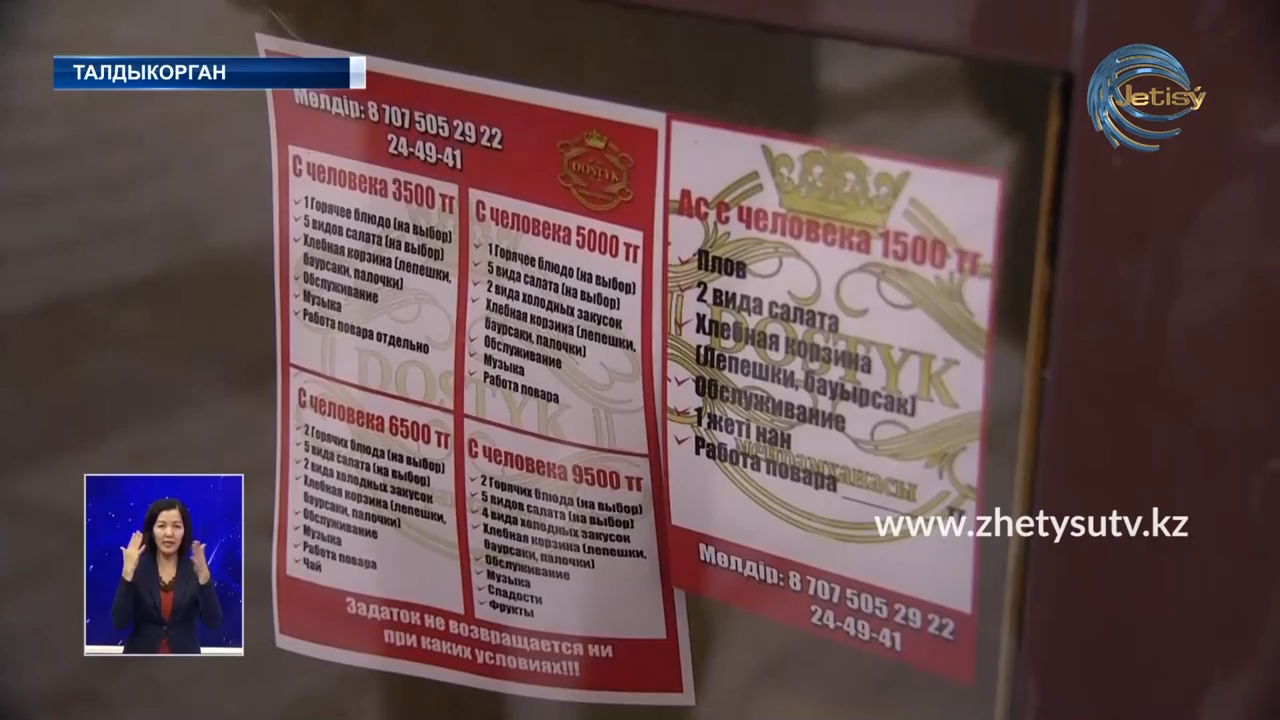 ТАЛДЫКОРГАН
Jetisý
Мөлдір: 8 707 505 29 22
24-49-41
DOSTYK
С человека 3500 тг
1 Горячее блюдо (на выбор)
5 видов салата (на выбор)
Хлебная корзина (лепешки,
баурсаки, палочки)
Обслуживание
Музыка
Работа повара отдельно
С человека 5000 тг
1 Горячее блюдо (на выбор)
5 вида салата (на выбор)
2 вида холодных закусок
Хлебная корзина (лепешки,
баурсаки, палочки)
Обслуживание
Музыка
Работа повара
С человека 6500 тг
2 Горячих блюда (на выбор)
5 вида салата (на выбор)
2 вида холодных закусок
Хлебная корзина (лепешки,
баурсаки, палочки)
Обслуживание
Музыка
Работа повара
Чай
С человека 9500 тг
2 Горячих блюда (на выбор)
5 видов салата (на выбор)
4 вида холодных закусок
Хлебная корзина (лепешки,
баурсаки, палочки)
Обслуживание
Музыка
Сладости
Фрукты
DOSTYK
Задаток не возвращается ни
при каких условиях!!!
Ас с человека 1500 тг
Плов
2 вида салата
Хлебная корзина
(Лепешки, бауырсак)
Обслуживание
1 жеті нан
Работа повара ______ тг
DOSTYK
мейрамханасы
Мөлдір: 8 707 505 29 22
24-49-41
www.zhetysutv.kz